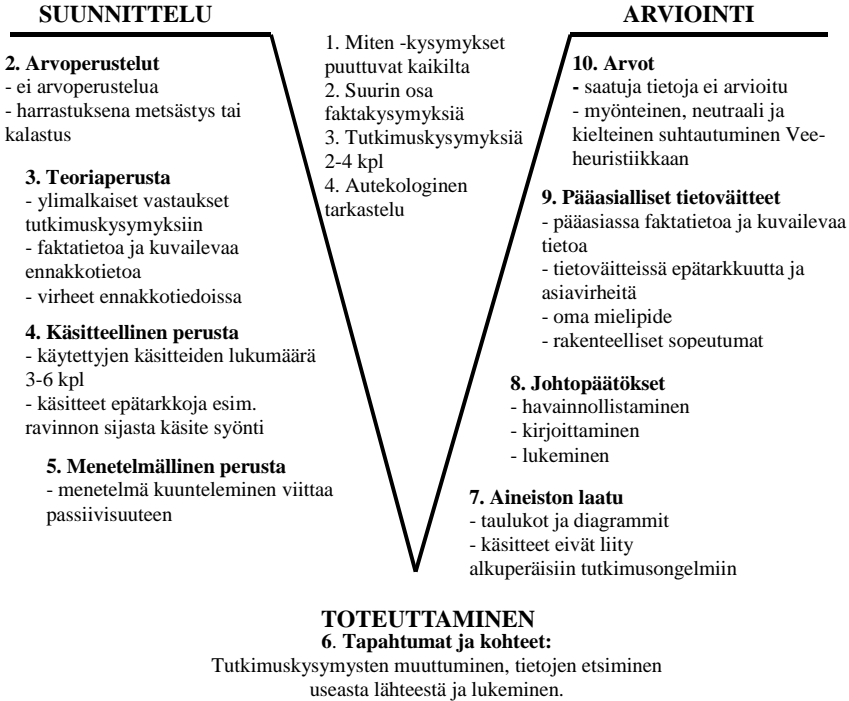 SUUNNITTELU
2. Arvoperustelut
- ei arvoperustelua
- harrastuksena metsästys tai
kalastus
3. Teoriaperusta
- ylimalkaiset vastaukset
tutkimuskysymyksiin
- faktatietoa ja kuvailevaa
ennakkotietoa
- virheet ennakkotiedoissa
4. Käsitteellinen perusta
- käytettyjen käsitteiden lukumäärä
3-6 kpl
- käsitteet epätarkkoja esim.
ravinnon sijasta käsite syönti
5. Menetelmällinen perusta
- menetelmä kuunteleminen viittaa
passiivisuuteen
1. Miten -kysymykset
puuttuvat kaikilta
2. Suurin osa
faktakysymyksiä
3. Tutkimuskysymyksiä
2-4 kpl
4. Autekologinen
tarkastelu
ARVIOINTI
10. Arvot
- saatuja tietoja ei arvioitu
- myönteinen, neutraali ja
kielteinen suhtautuminen Vee-
heuristiikkaan
9. Pääasialliset tietoväitteet
- pääasiassa faktatietoa ja kuvailevaa
tietoa
- tietoväitteissä epätarkkuutta ja
asiavirheitä
- oma mielipide
- rakenteelliset sopeutumat
8. Johtopäätökset
- havainnollistaminen
- kirjoittaminen
- lukeminen
7. Aineiston laatu
- taulukot ja diagrammit
- käsitteet eivät liity
alkuperäisiin tutkimusongelmiin
TOTEUTTAMINEN
6. Tapahtumat ja kohteet:
Tutkimuskysymysten muuttuminen, tietojen etsiminen
useasta lähteestä ja lukeminen.